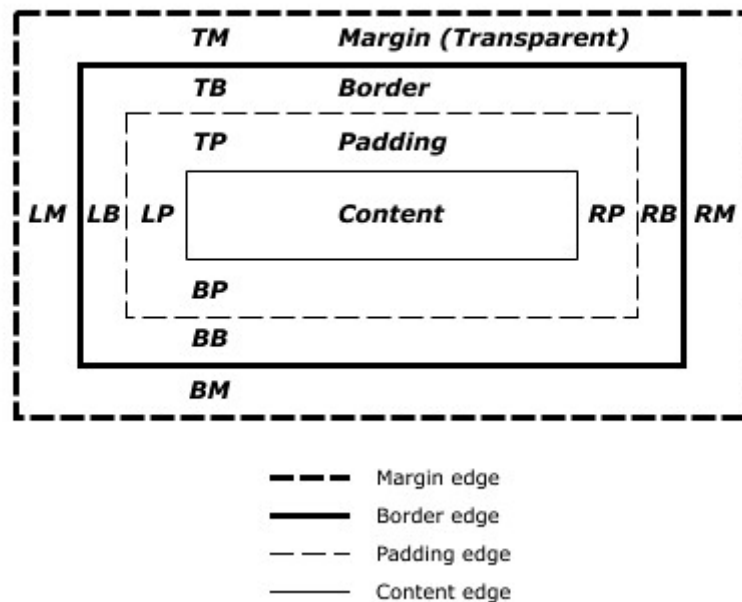 TM Margin (Transparent)
TB Border
TP Padding
LM LB LP Content RP RB RM
BP
BB
BM
Margin edge
Border edge
Padding edge
Content edge